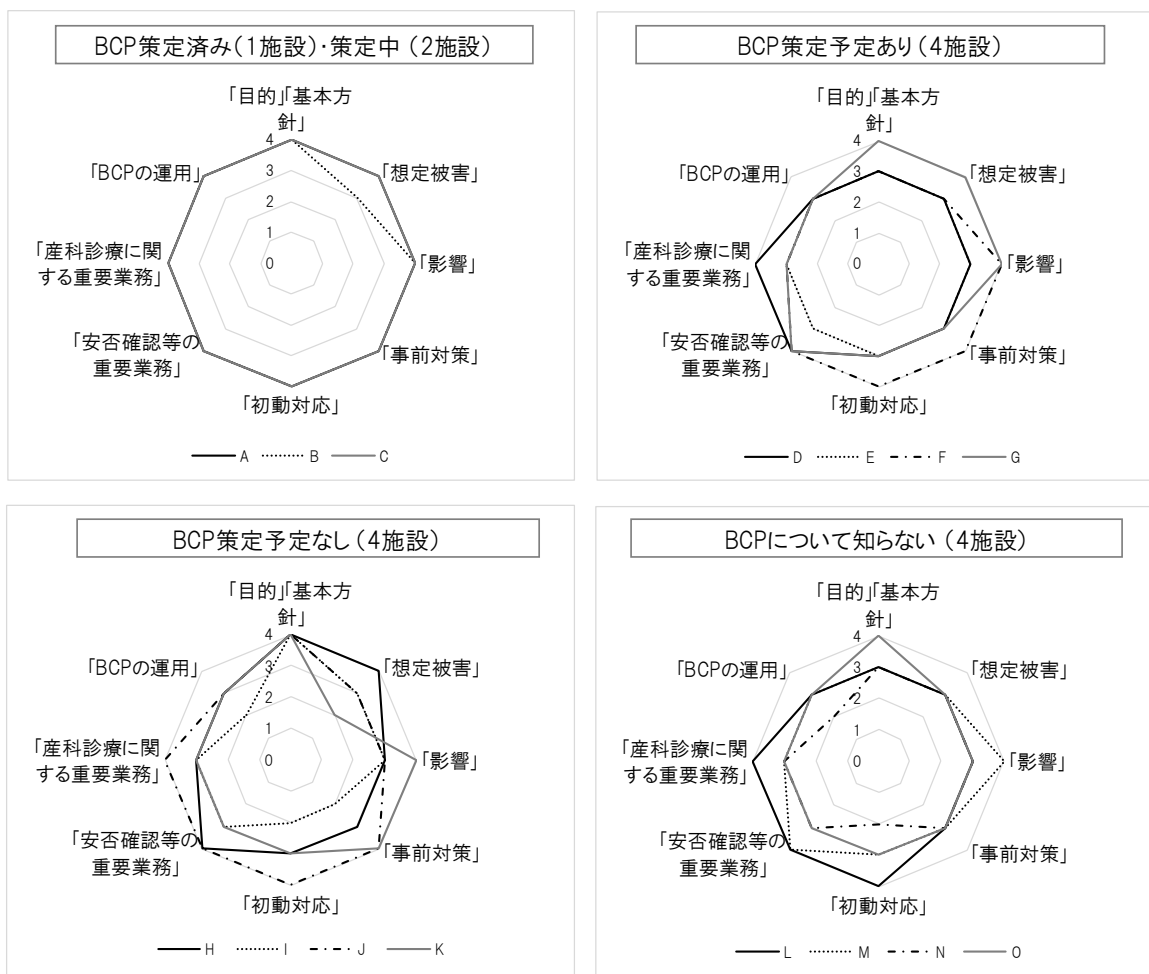 BCP策定済み(1施設)・策定中 (2施設)
「目的」「基本方
針」
「想定被害」
「影響」
「事前対策」
「初動対応」
「安否確認等の
重要業務」
「産科診療に関
する重要業務」
「BCPの運用」
4
3
2
1
0
A B C
BCP策定予定あり (4施設)
「目的」「基本方
針」
「想定被害」
「影響」
「事前対策」
「初動対応」
「安否確認等の
重要業務」
「産科診療に関
する重要業務」
「BCPの運用」
4
3
2
1
0
D E F G
BCP策定予定なし (4施設)
「目的」「基本方
針」
「想定被害」
「影響」
「事前対策」
「初動対応」
「安否確認等の
重要業務」
「産科診療に関
する重要業務」
「BCPの運用」
4
3
2
1
0
H I J K
BCPについて知らない (4施設)
「目的」「基本方
針」
「想定被害」
「影響」
「事前対策」
「初動対応」
「安否確認等の
重要業務」
「産科診療に関
する重要業務」
「BCPの運用」
4
3
2
1
0
L M N O